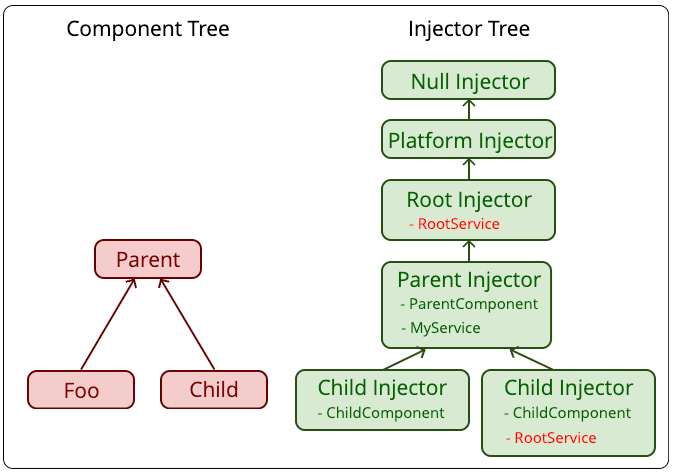 Component Tree
Injector Tree
Null Injector
Platform Injector
Root Injector
- RootService
Parent
Parent Injector
- ParentComponent
- MyService
Foo
Child
Child Injector
- ChildComponent
Child Injector
- ChildComponent
- RootService